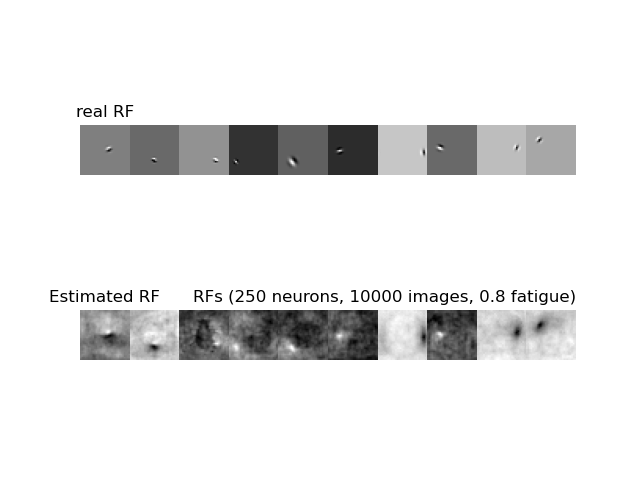 real RF
Estimated RF
RFs (250 neurons, 10000 images, 0.8 fatigue)